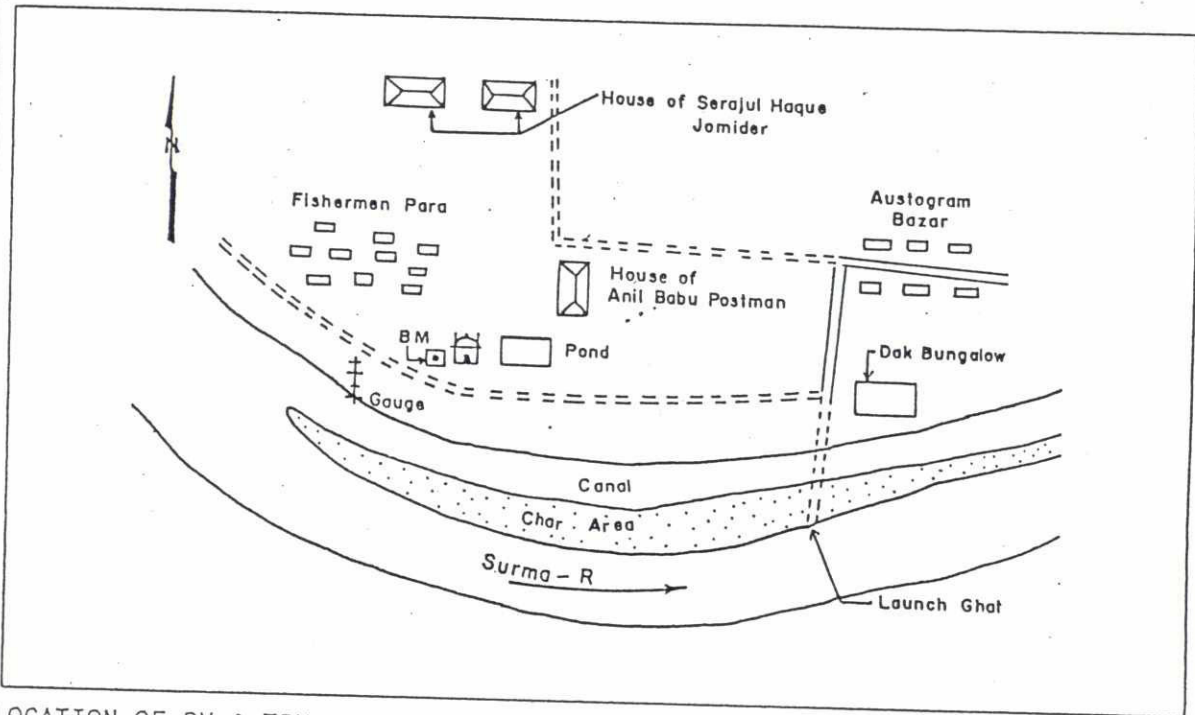 House of Serajul Haque
Jomider
N
Fishermen Para
Austogram
Bazar
House of
Anil Babu Postman
BM
Pond
Dak Bungalow
Gauge
Canal
Char Area
Surma-R
Launch Ghat